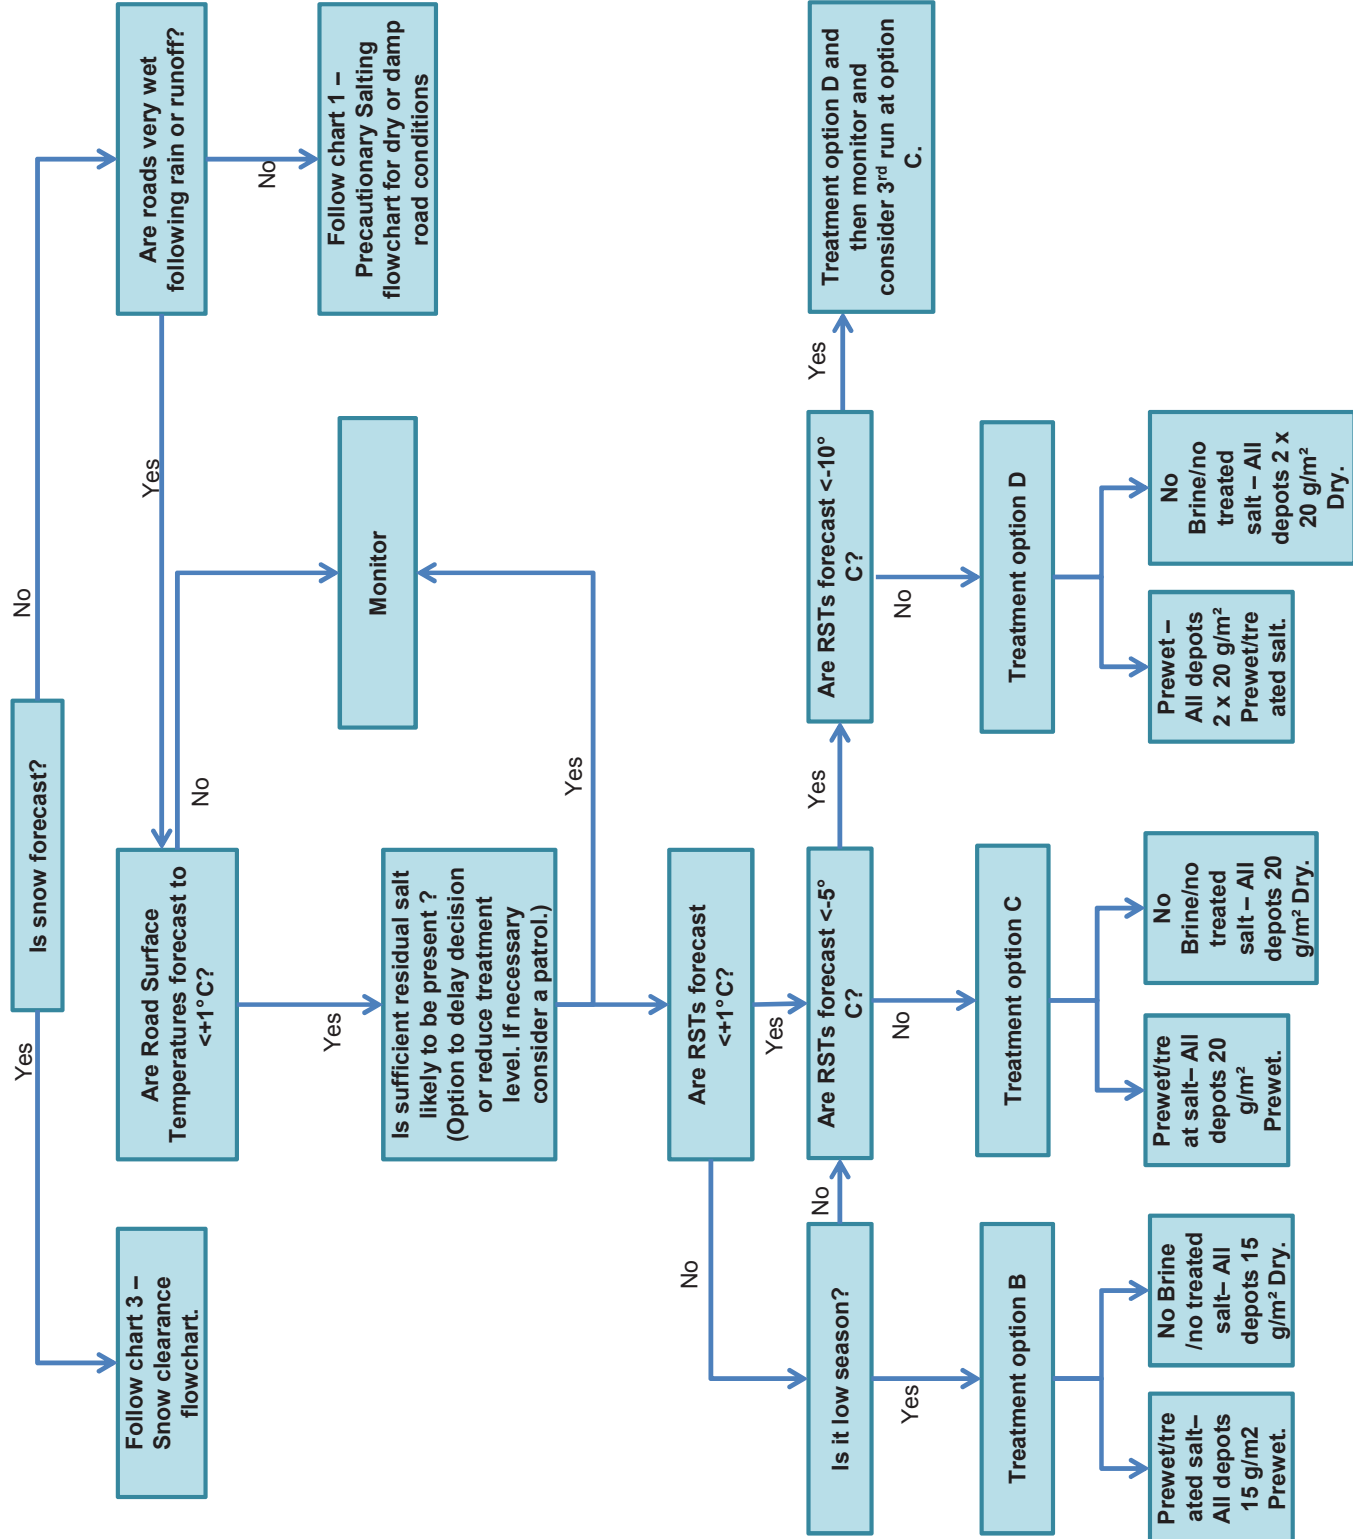 Is snow forecast?
Yes
No
Follow chart 3 –
Snow clearance
flowchart.
Are Road Surface
Temperatures forecast to
<+1°C?
Yes
Are roads very wet
following rain or runoff?
No
No
Follow chart 1 –
Precautionary Salting
flowchart for dry or damp
road conditions
Monitor
Yes
Is sufficient residual salt
likely to be present ?
(Option to delay decision
or reduce treatment
level. If necessary
consider a patrol.)
Yes
Are RSTs forecast
<+1°C?
No
Yes
Is it low season?
No
Are RSTs forecast <-5°
C?
Yes
Are RSTs forecast <-10°
C?
Yes
Treatment option D and
then monitor and
consider 3rd run at option
C.
Yes
No
No
Treatment option B
Treatment option C
Treatment option D
Prewet/tre
ated salt–
All depots
15 g/m2
Prewet.
No Brine
/no treated
salt– All
depots 15
g/m² Dry.
Prewet/tre
at salt– All
depots 20
g/m²
Prewet.
No
Brine/no
treated
salt – All
depots 20
g/m² Dry.
Prewet –
All depots
2 x 20 g/m²
Prewet/tre
ated salt.
No
Brine/no
treated
salt – All
depots 2 x
20 g/m²
Dry.